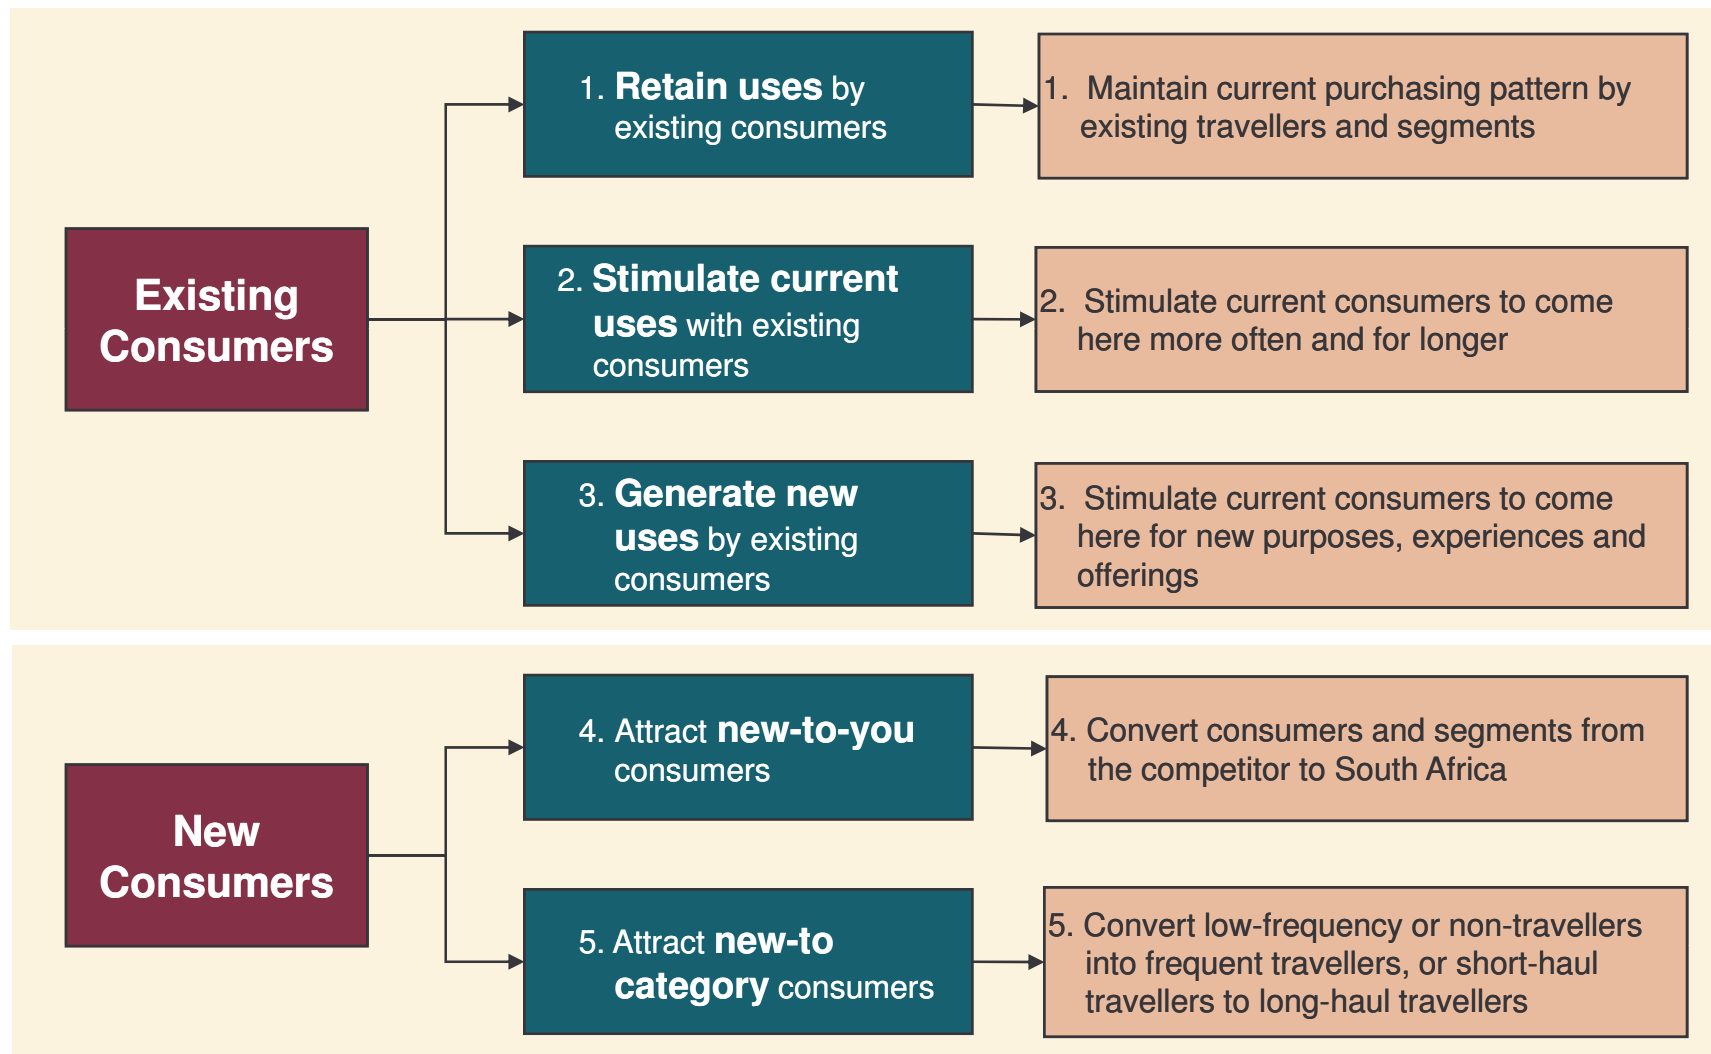 Existing
Consumers
1. Retain uses by
existing consumers
1. Maintain current purchasing pattern by
existing travellers and segments
2. Stimulate current
uses with existing
consumers
2. Stimulate current consumers to come
here more often and for longer
3. Generate new
uses by existing
consumers
3. Stimulate current consumers to come
here for new purposes, experiences and
offerings
New
Consumers
4. Attract new-to-you
consumers
4. Convert consumers and segments from
the competitor to South Africa
5. Attract new-to
category consumers
5. Convert low-frequency or non-travellers
into frequent travellers, or short-haul
travellers to long-haul travellers